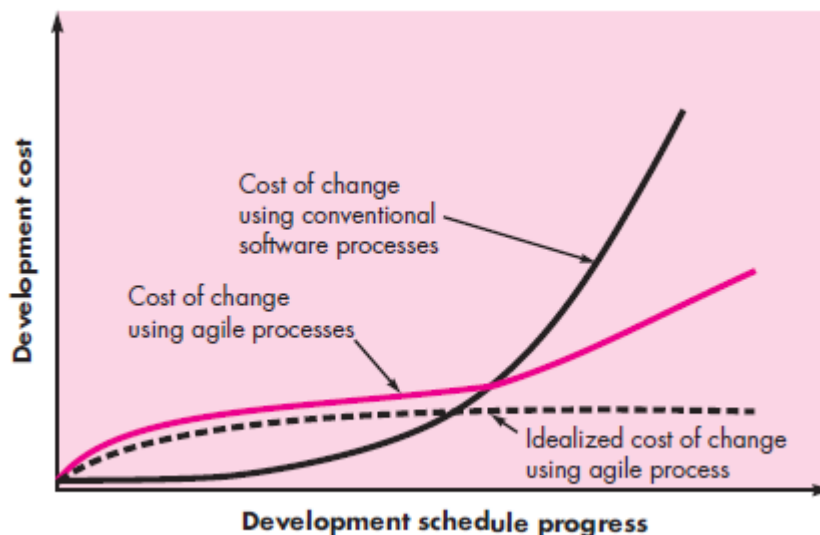 Development cost
Cost of change
using conventional
software processes
Cost of change
using agile processes
Idealized cost of change
using agile process
Development schedule progress